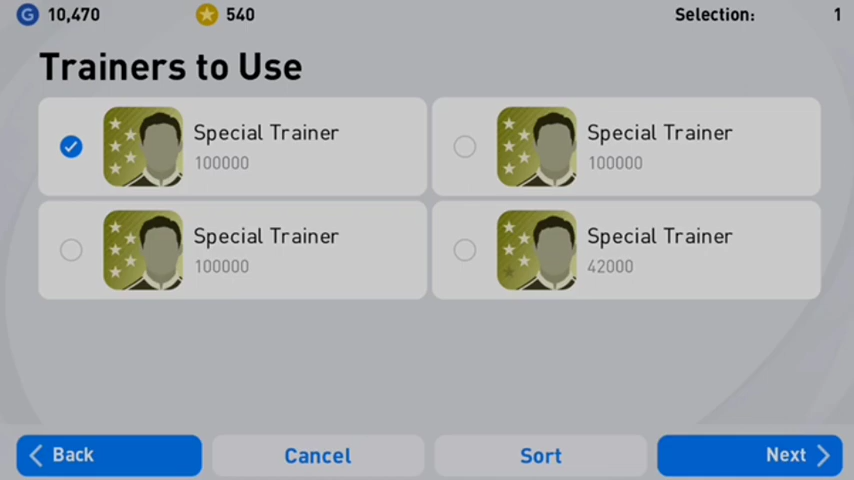 G 10,470 540 Selection: 1
Trainers to Use
Special Trainer
100000
Special Trainer
100000
Special Trainer
100000
Special Trainer
42000
Back Cancel Sort Next